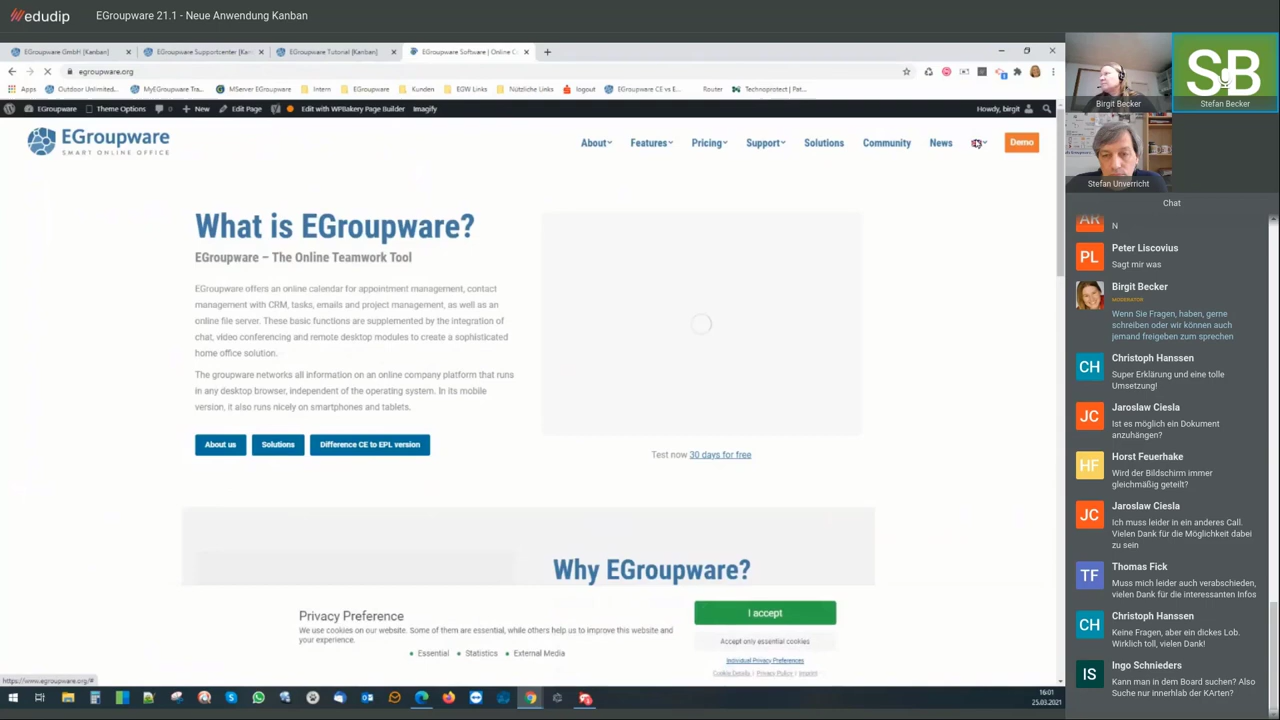 edudip
EGroupware 21.1 - Neue Anwendung Kanban
EGroupware GmbH [Kanban]
EGroupware Supportcenter [Kan
EGroupware Tutorial [Kanban]
EGroupware Software | Online C
egroupware.org
Apps
Outdoor Unlimited...
Intern
EGroupware
Kunden
MyEGroupware Tra...
MServer EGroupware
EGW Links
Nützliche Links
logout
EGroupware CE vs E...
Router
Technoprotect | Pat...
EGroupware
Theme Options
0
New
Edit Page
Edit with WPBakery Page Builder
Imagify
Howdy, birgit
EGroupware
SMART ONLINE OFFICE
About
Features
Pricing
Support
Solutions
Community
News
Demo
What is EGroupware?
EGroupware – The Online Teamwork Tool
EGroupware offers an online calendar for appointment management, contact
management with CRM, tasks, emails and project management, as well as an
online file server. These basic functions are supplemented by the integration of
chat, video conferencing and remote desktop modules to create a sophisticated
home office solution.
The groupware networks all information on an online company platform that runs
in any desktop browser, independent of the operating system. In its mobile
version, it also runs nicely on smartphones and tablets.
About us
Solutions
Difference CE to EPL version
Test now 30 days for free
Why EGroupware?
Privacy Preference
We use cookies on our website. Some of them are essential, while others help us to improve this website and
your experience.
Essential
Statistics
External Media
I accept
Accept only essential cookies
Individual Privacy Preferences
Cookie Details | Privacy Policy | Imprint
https://www.egroupware.org/#
16:01
25.03.2021
Birgit Becker
SB
Stefan Becker
Stefan Unverricht
Chat
AR
N
PL
Peter Liscovius
Sagt mir was
Birgit Becker
MODERATOR
Wenn Sie Fragen, haben, gerne
schreiben oder wir können auch
jemand freigeben zum sprechen
CH
Christoph Hanssen
Super Erklärung und eine tolle
Umsetzung!
JC
Jaroslaw Ciesla
Ist es möglich ein Dokument
anzuhängen?
HF
Horst Feuerhake
Wird der Bildschirm immer
gleichmäßig geteilt?
JC
Jaroslaw Ciesla
Ich muss leider in ein anderes Call.
Vielen Dank für die Möglichkeit dabei
zu sein
TF
Thomas Fick
Muss mich leider auch verabschieden,
vielen Dank für die interessanten Infos
CH
Christoph Hanssen
Keine Fragen, aber ein dickes Lob.
Wirklich toll, vielen Dank!
IS
Ingo Schnieders
Kann man in dem Board suchen? Also
Suche nur innerhlab der KArten?